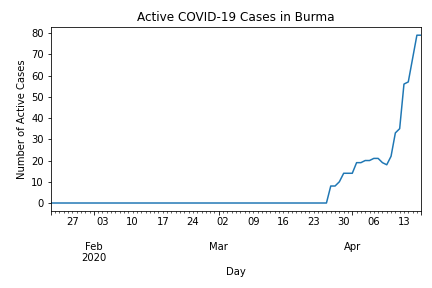 Active COVID-19 Cases in Burma
Number of Active Cases
80
70
60
50
40
30
20
10
0
27 03 10 17 24 02 09 16 23 30 06 13
Feb Mar Apr
2020
Day